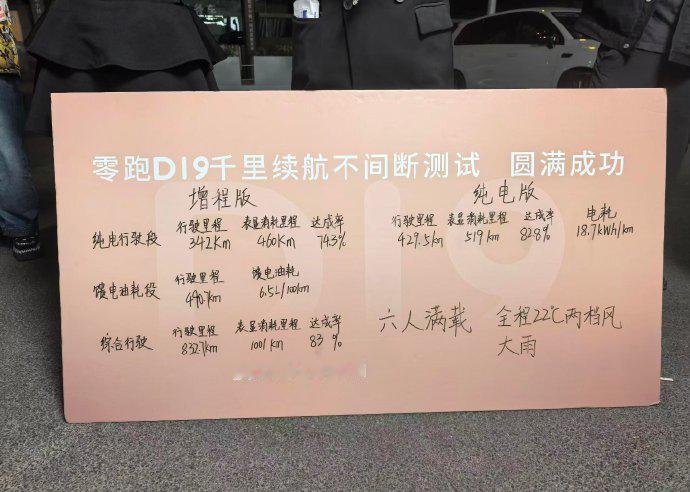 零跑D19千里续航不间断测试 圆满成功
增程版
纯电行驶段 行驶里程 表显消耗里程 达成率
342km 460km 74.3%
馈电油耗段 行驶里程 馈电油耗
490.7km 6.5L/100km
综合行驶 行驶里程 表显消耗里程 达成率
832.7km 1001km 83%
纯电版
行驶里程 表显消耗里程 达成率 电耗
429.5km 519km 82.8% 18.7kWh/km
六人满载 全程22℃两档风
大雨
D19